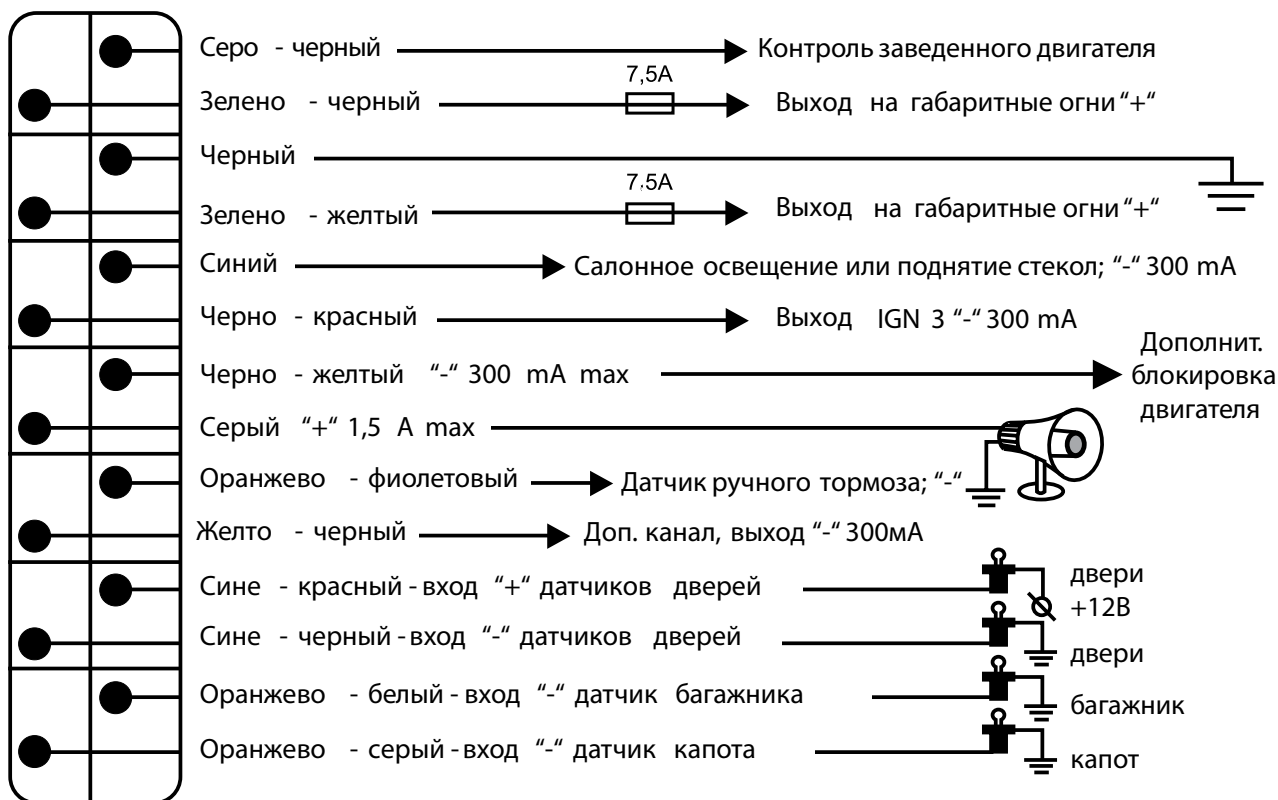 Серо - черный Контроль заведенного двигателя
7,5A
Зелено - черный Выход на габаритные огни "+"
Черный
7,5A
Зелено - желтый Выход на габаритные огни "+"
Синий Салонное освещение или поднятие стекол; "-" 300 mA
Черно - красный Выход IGN 3 "-" 300 mA
Черно - желтый "-" 300 mA max
Дополнит.
блокировка
двигателя
Серый "+" 1,5 A max
Оранжево - фиолетовый Датчик ручного тормоза; "-"
Желто - черный Доп. канал, выход "-" 300мА
Сине - красный - вход "+" датчиков дверей
двери
+12В
Сине - черный - вход "-" датчиков дверей
двери
Оранжево - белый - вход "-" датчик багажника
багажник
Оранжево - серый - вход "-" датчик капота
капот